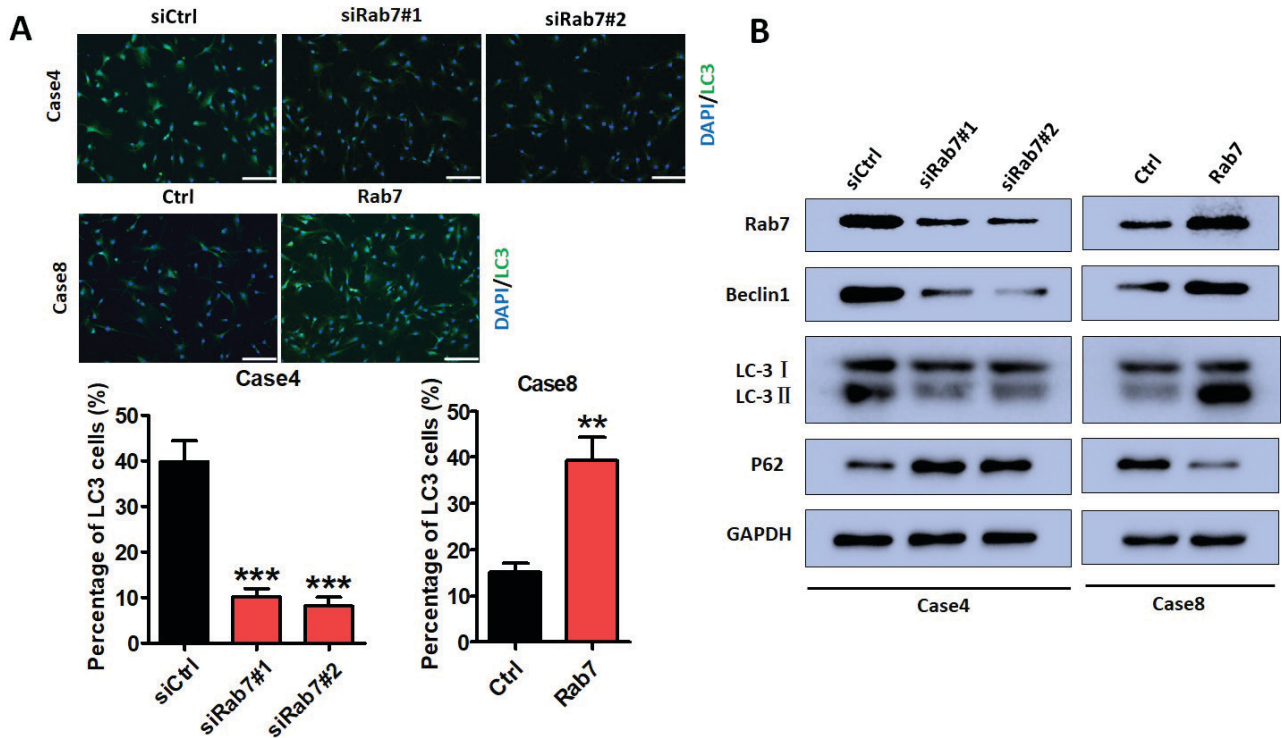 A
siCtrl
siRab7#1
siRab7#2
Case4
DAPI/LC3
Ctrl
Rab7
Case8
DAPI/LC3
Case4
Percentage of LC3 cells (%)
50
40
30
20
10
0
***
***
siCtrl
siRab7#1
siRab7#2
Case8
Percentage of LC3 cells (%)
50
40
30
20
10
0
**
Ctrl
Rab7
B
siCtrl
siRab7#1
siRab7#2
Ctrl
Rab7
Rab7
Beclin1
LC-3 Ⅰ
LC-3 Ⅱ
P62
GAPDH
Case4
Case8